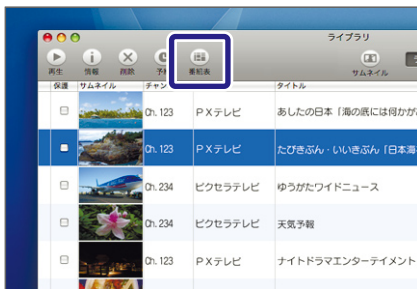 ライブラリ
再生 情報 削除 予約 番組表 サムネイル
保護 サムネイル チャン タイトル
Ch. 123 PXテレビ あしたの日本「海の底には何かが
Ch. 123 PXテレビ たびきぶん・いいきぶん「日本海
Ch. 234 ピクセラテレビ ゆうがたワイドニュース
Ch. 234 ピクセラテレビ 天気予報
Ch. 123 PXテレビ ナイトドラマエンターテイメント